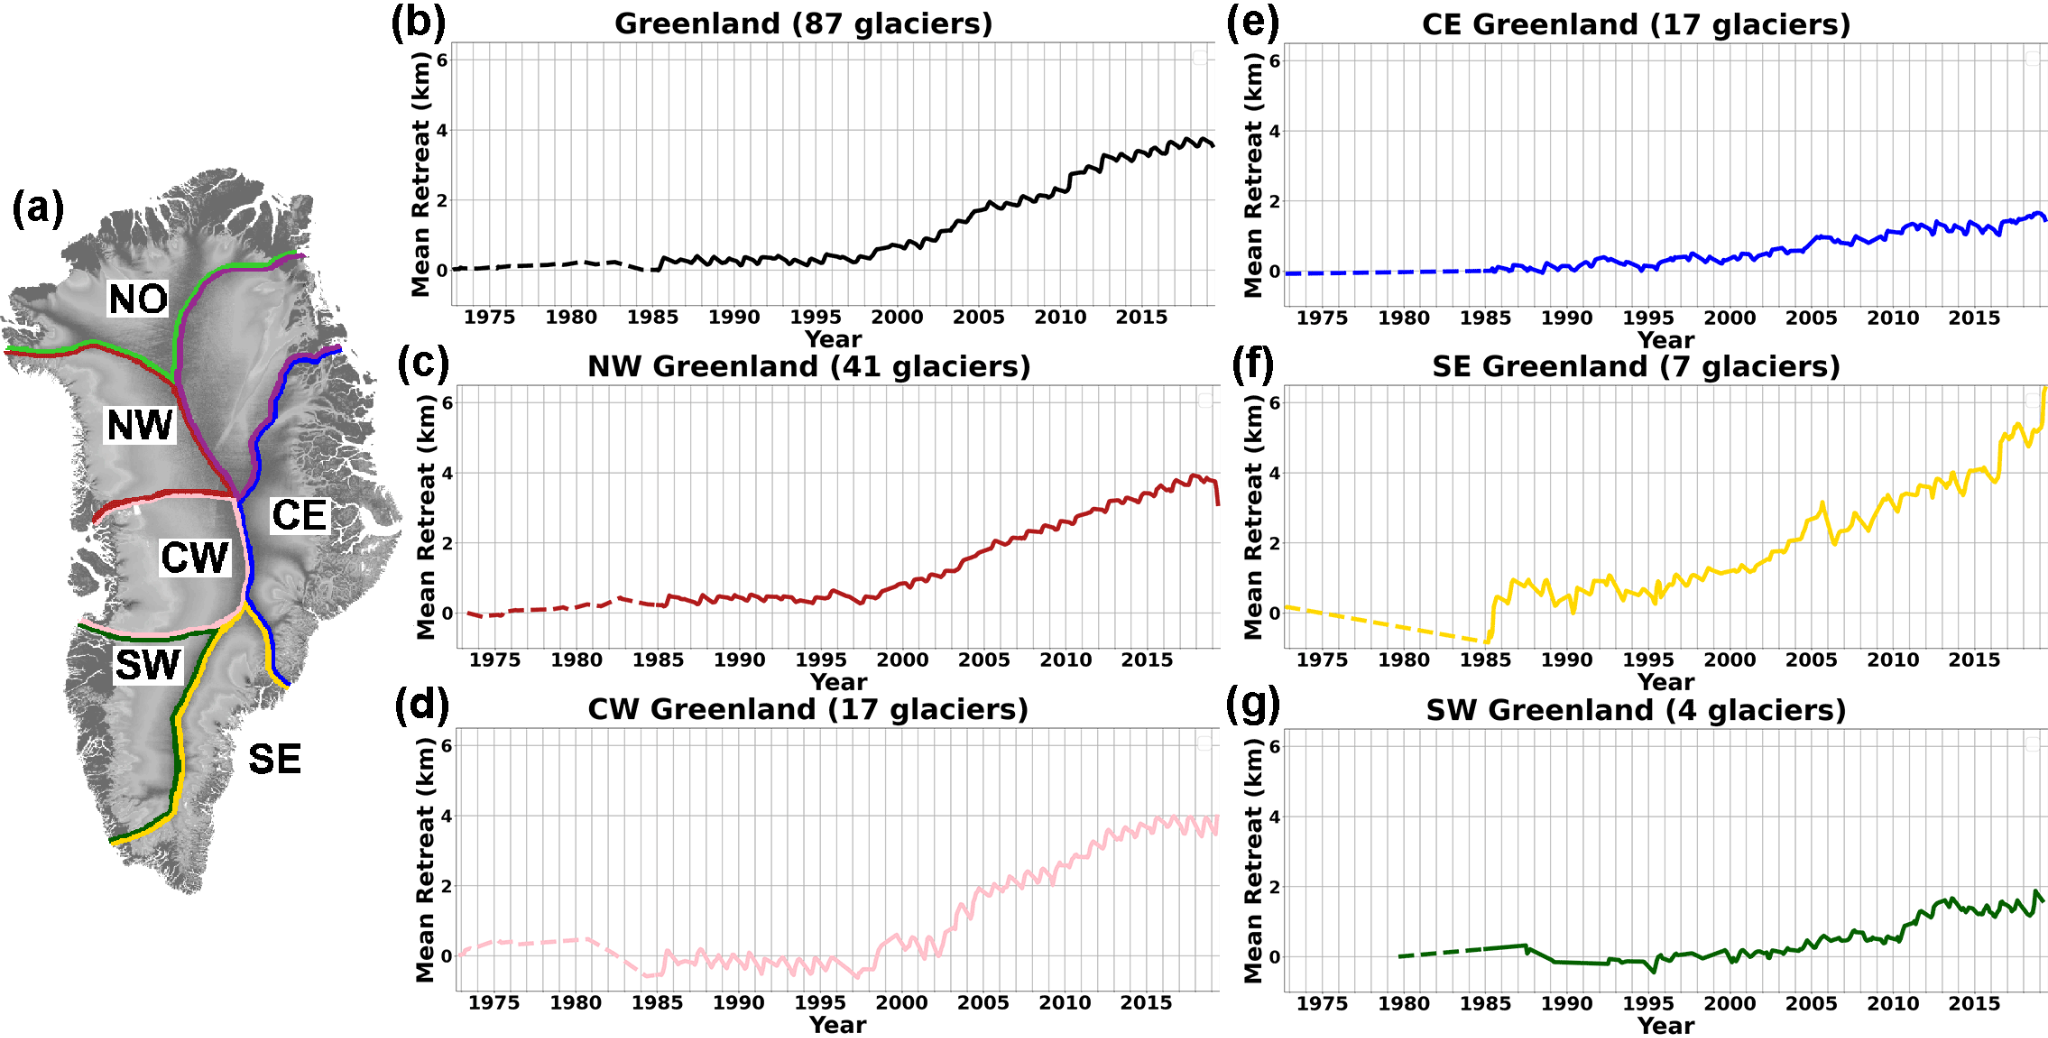 (a)
NO
NW
CE
CW
SW
SE
(b)
Greenland (87 glaciers)
Mean Retreat (km)
6
4
2
0
1975 1980 1985 1990 1995 2000 2005 2010 2015
Year
(c)
NW Greenland (41 glaciers)
Mean Retreat (km)
6
4
2
0
1975 1980 1985 1990 1995 2000 2005 2010 2015
Year
(d)
CW Greenland (17 glaciers)
Mean Retreat (km)
6
4
2
0
1975 1980 1985 1990 1995 2000 2005 2010 2015
Year
(e)
CE Greenland (17 glaciers)
Mean Retreat (km)
6
4
2
0
1975 1980 1985 1990 1995 2000 2005 2010 2015
Year
(f)
SE Greenland (7 glaciers)
Mean Retreat (km)
6
4
2
0
1975 1980 1985 1990 1995 2000 2005 2010 2015
Year
(g)
SW Greenland (4 glaciers)
Mean Retreat (km)
6
4
2
0
1975 1980 1985 1990 1995 2000 2005 2010 2015
Year